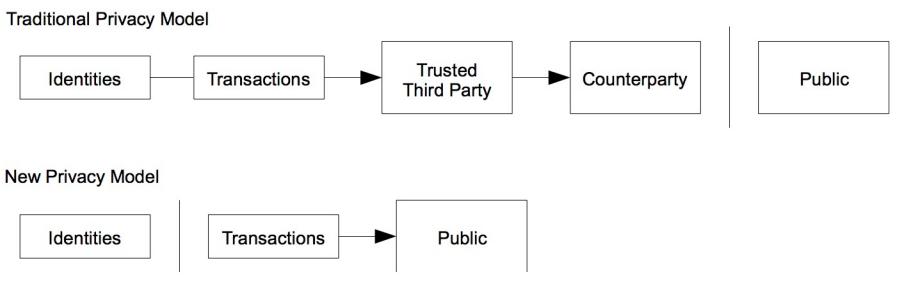 Traditional Privacy Model
Identities
Transactions
Trusted
Third Party
Counterparty
Public
New Privacy Model
Identities
Transactions
Public